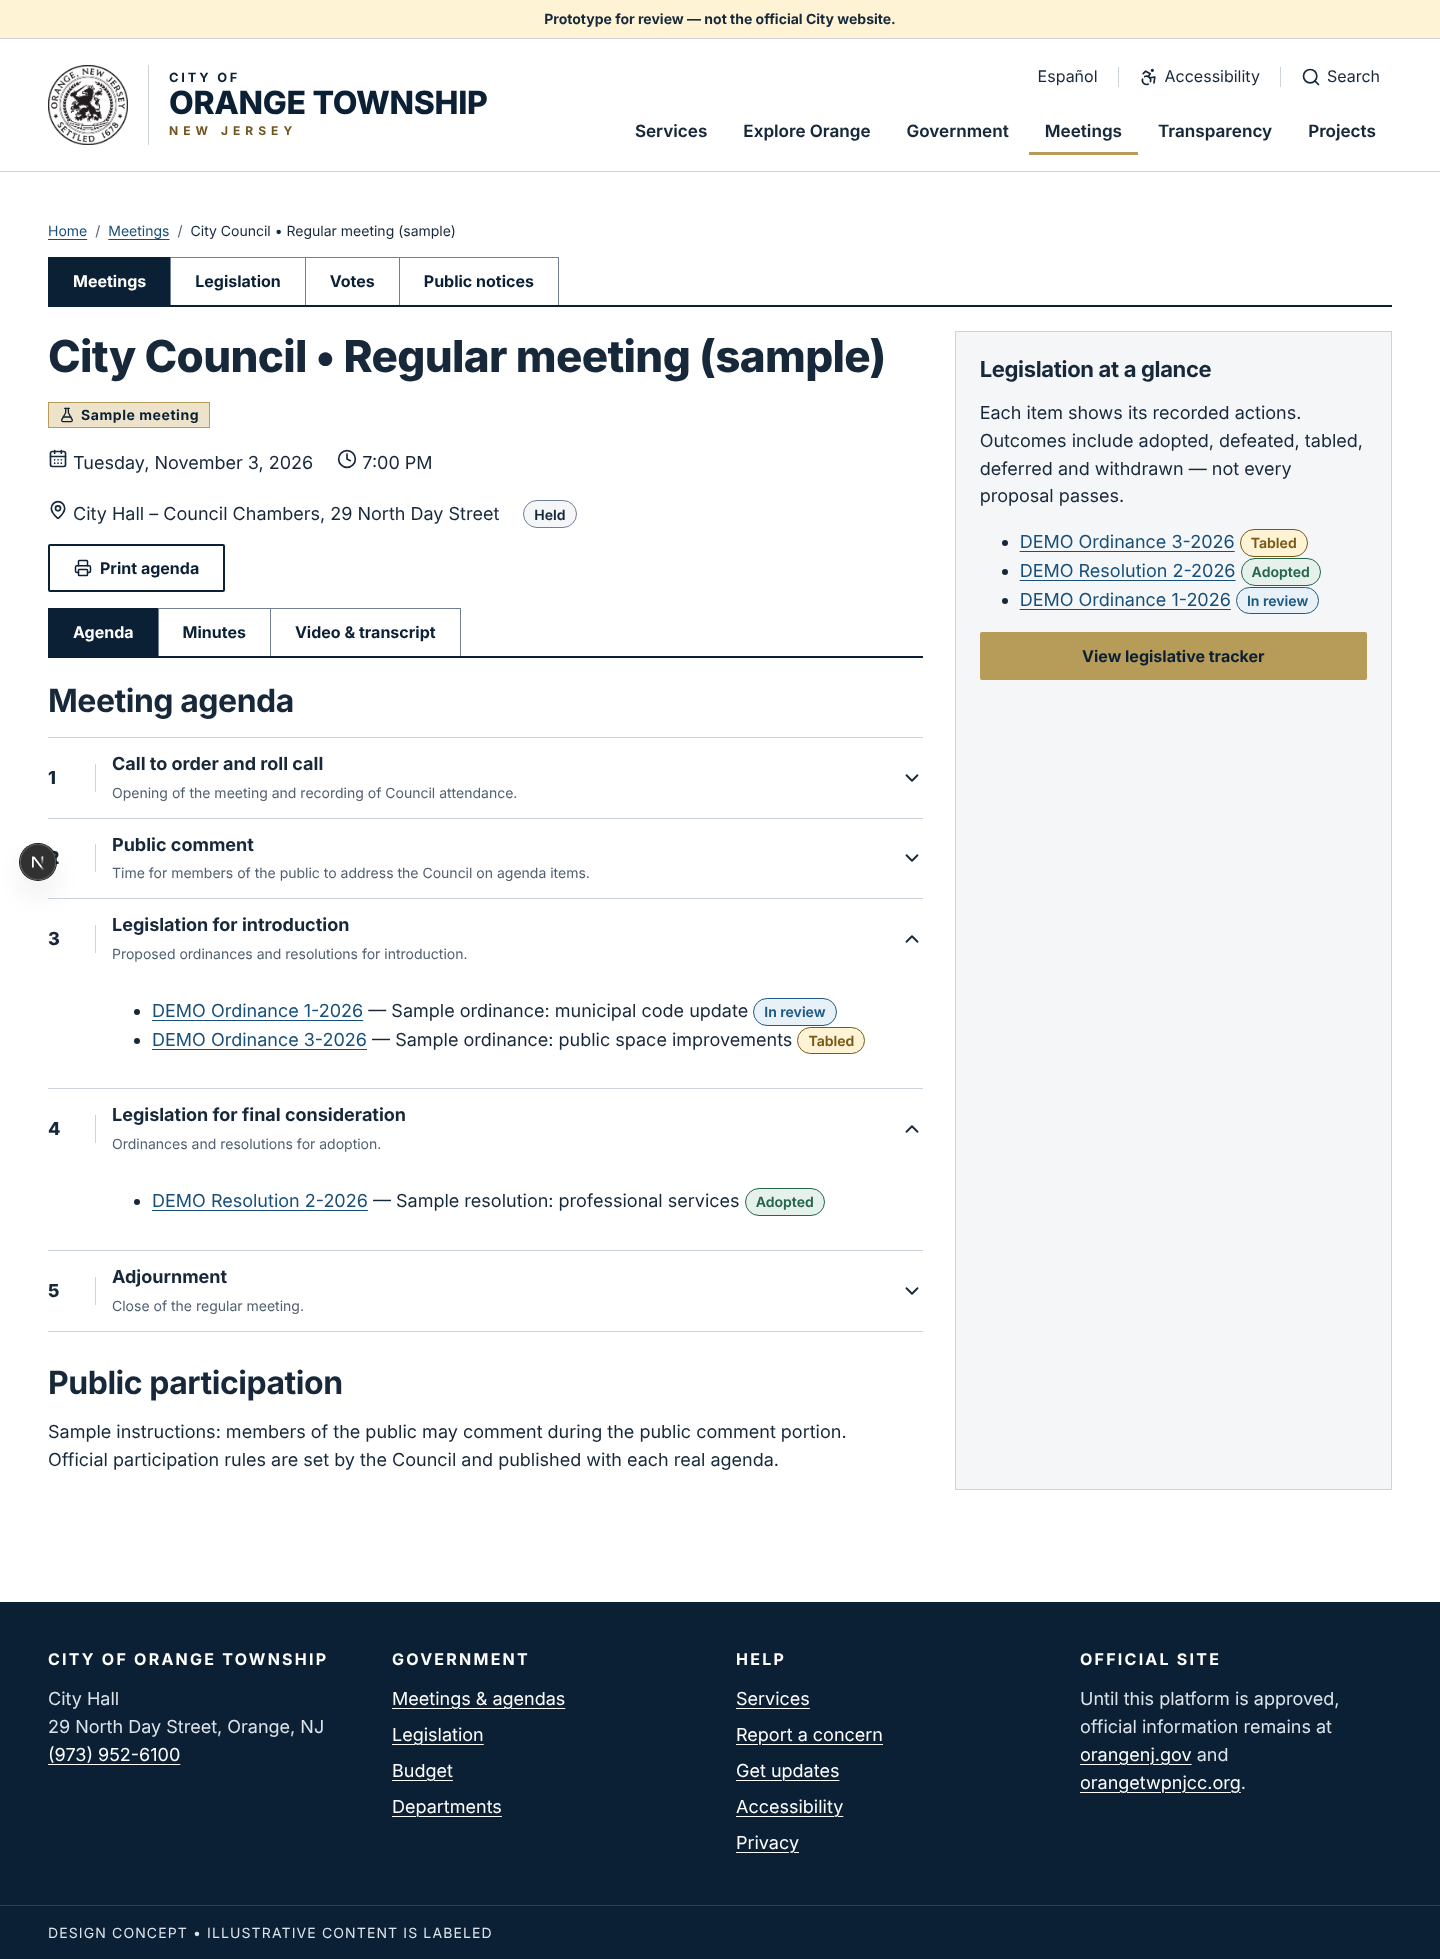 Prototype for review — not the official City website.
ORANGE, NEW JERSEY
SETTLED 1678
CITY OF
ORANGE TOWNSHIP
NEW JERSEY
Español
Accessibility
Search
Services
Explore Orange
Government
Meetings
Transparency
Projects
Home / Meetings / City Council • Regular meeting (sample)
Meetings
Legislation
Votes
Public notices
City Council • Regular meeting (sample)
Sample meeting
Tuesday, November 3, 2026
7:00 PM
City Hall – Council Chambers, 29 North Day Street
Held
Print agenda
Agenda
Minutes
Video & transcript
Meeting agenda
1
Call to order and roll call
Opening of the meeting and recording of Council attendance.
N
Public comment
Time for members of the public to address the Council on agenda items.
3
Legislation for introduction
Proposed ordinances and resolutions for introduction.
• DEMO Ordinance 1-2026 — Sample ordinance: municipal code update In review
• DEMO Ordinance 3-2026 — Sample ordinance: public space improvements Tabled
4
Legislation for final consideration
Ordinances and resolutions for adoption.
• DEMO Resolution 2-2026 — Sample resolution: professional services Adopted
5
Adjournment
Close of the regular meeting.
Public participation
Sample instructions: members of the public may comment during the public comment portion.
Official participation rules are set by the Council and published with each real agenda.
Legislation at a glance
Each item shows its recorded actions.
Outcomes include adopted, defeated, tabled,
deferred and withdrawn — not every
proposal passes.
• DEMO Ordinance 3-2026 Tabled
• DEMO Resolution 2-2026 Adopted
• DEMO Ordinance 1-2026 In review
View legislative tracker
CITY OF ORANGE TOWNSHIP
City Hall
29 North Day Street, Orange, NJ
(973) 952-6100
GOVERNMENT
Meetings & agendas
Legislation
Budget
Departments
HELP
Services
Report a concern
Get updates
Accessibility
Privacy
OFFICIAL SITE
Until this platform is approved,
official information remains at
orangenj.gov and
orangetwpnjcc.org.
DESIGN CONCEPT • ILLUSTRATIVE CONTENT IS LABELED